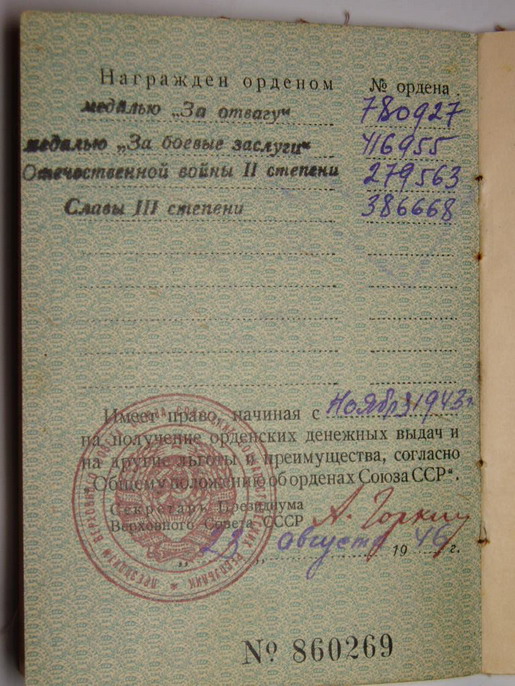 Награжден орденом № ордена
медалью „За отвагу“ 780927
медалью „За боевые заслуги“ 416955
Отечественной войны II степени 279563
Славы III степени 386668
Имеет право, начиная с Ноября 1943 г.
на получение орденских денежных выдач и
на другие льготы и преимущества, согласно
„Общему положению об орденах Союза ССР“.
Секретарь Президиума
Верховного Совета СССР А. Горкин
„23„ августа 1946 г.
№ 860269